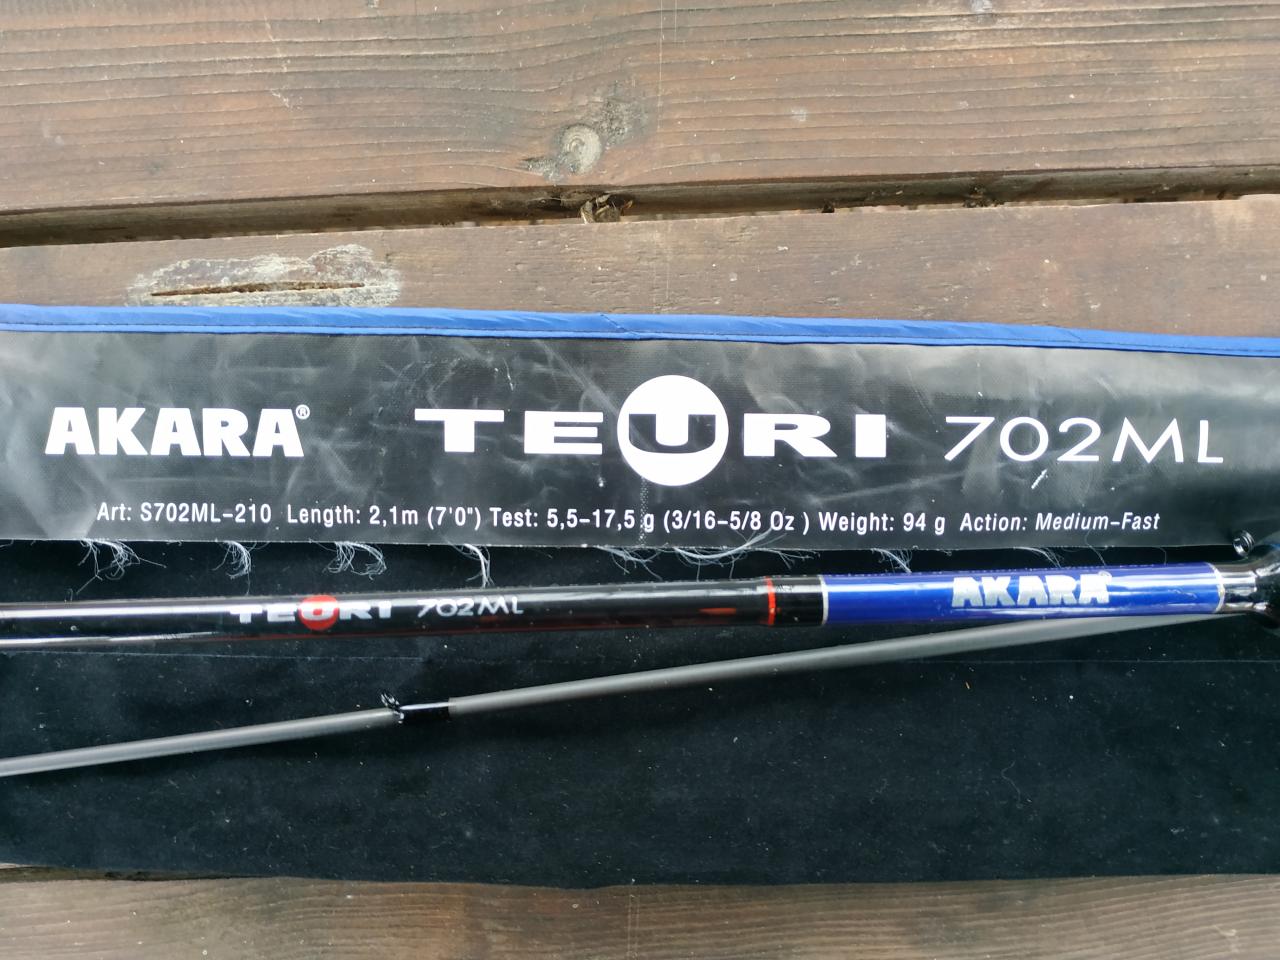 AKARA® TEURI 702ML
Art: S702ML-210 Length: 2,1m (7'0") Test: 5,5-17,5 g (3/16-5/8 Oz ) Weight: 94 g Action: Medium-Fast
TEURI 702ML AKARA®